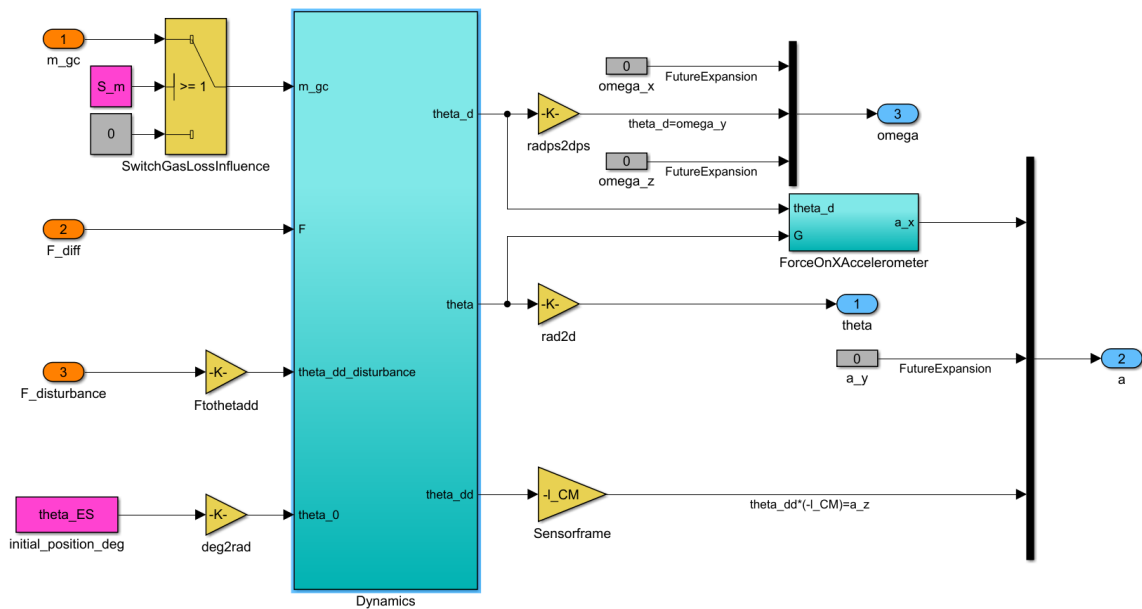 1
m_gc
S_m
0
>= 1
SwitchGasLossInfluence
2
F_diff
3
F_disturbance
-K-
Ftothetadd
theta_ES
initial_position_deg
-K-
deg2rad
m_gc
F
theta_dd_disturbance
theta_0
theta_d
theta
theta_dd
Dynamics
-K-
radps2dps
theta_d=omega_y
0
omega_x
FutureExpansion
0
omega_z
FutureExpansion
3
omega
theta_d
G
a_x
ForceOnXAccelerometer
-K-
rad2d
1
theta
0
a_y
FutureExpansion
2
a
-l_CM
Sensorframe
theta_dd*(-l_CM)=a_z